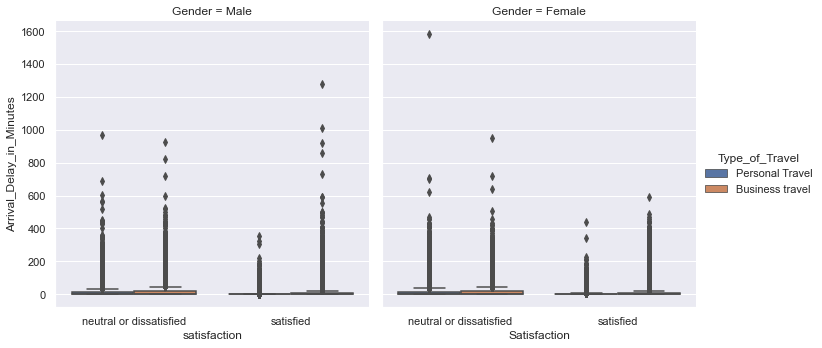 Gender = Male
Gender = Female
1600
1400
1200
1000
800
600
400
200
0
Arrival_Delay_in_Minutes
neutral or dissatisfied
satisfied
neutral or dissatisfied
satisfied
satisfaction
Satisfaction
Type_of_Travel
Personal Travel
Business travel